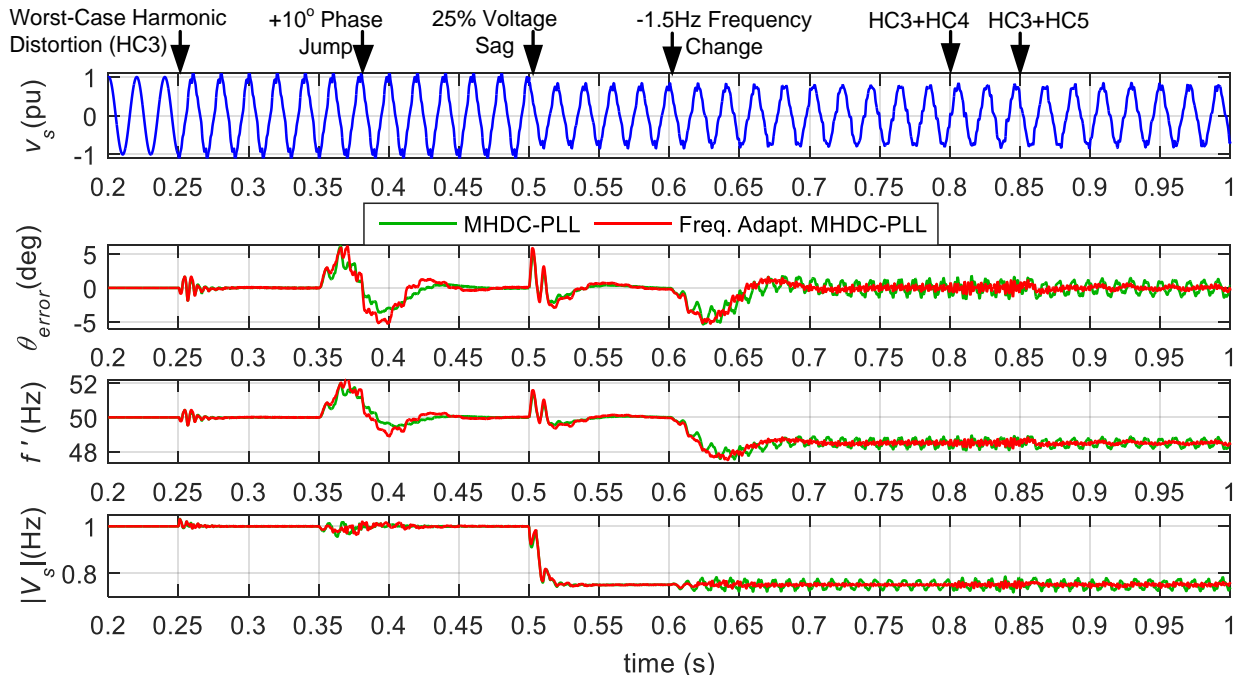 Worst-Case Harmonic
Distortion (HC3)
+10° Phase
Jump
25% Voltage
Sag
-1.5Hz Frequency
Change
HC3+HC4
HC3+HC5
v_s(pu)
1
0
-1
0.2 0.25 0.3 0.35 0.4 0.45 0.5 0.55 0.6 0.65 0.7 0.75 0.8 0.85 0.9 0.95 1
MHDC-PLL
Freq. Adapt. MHDC-PLL
θ_error(deg)
5
0
-5
0.2 0.25 0.3 0.35 0.4 0.45 0.5 0.55 0.6 0.65 0.7 0.75 0.8 0.85 0.9 0.95 1
f ' (Hz)
52
50
48
0.2 0.25 0.3 0.35 0.4 0.45 0.5 0.55 0.6 0.65 0.7 0.75 0.8 0.85 0.9 0.95 1
|V_s|(Hz)
1
0.8
0.2 0.25 0.3 0.35 0.4 0.45 0.5 0.55 0.6 0.65 0.7 0.75 0.8 0.85 0.9 0.95 1
time (s)